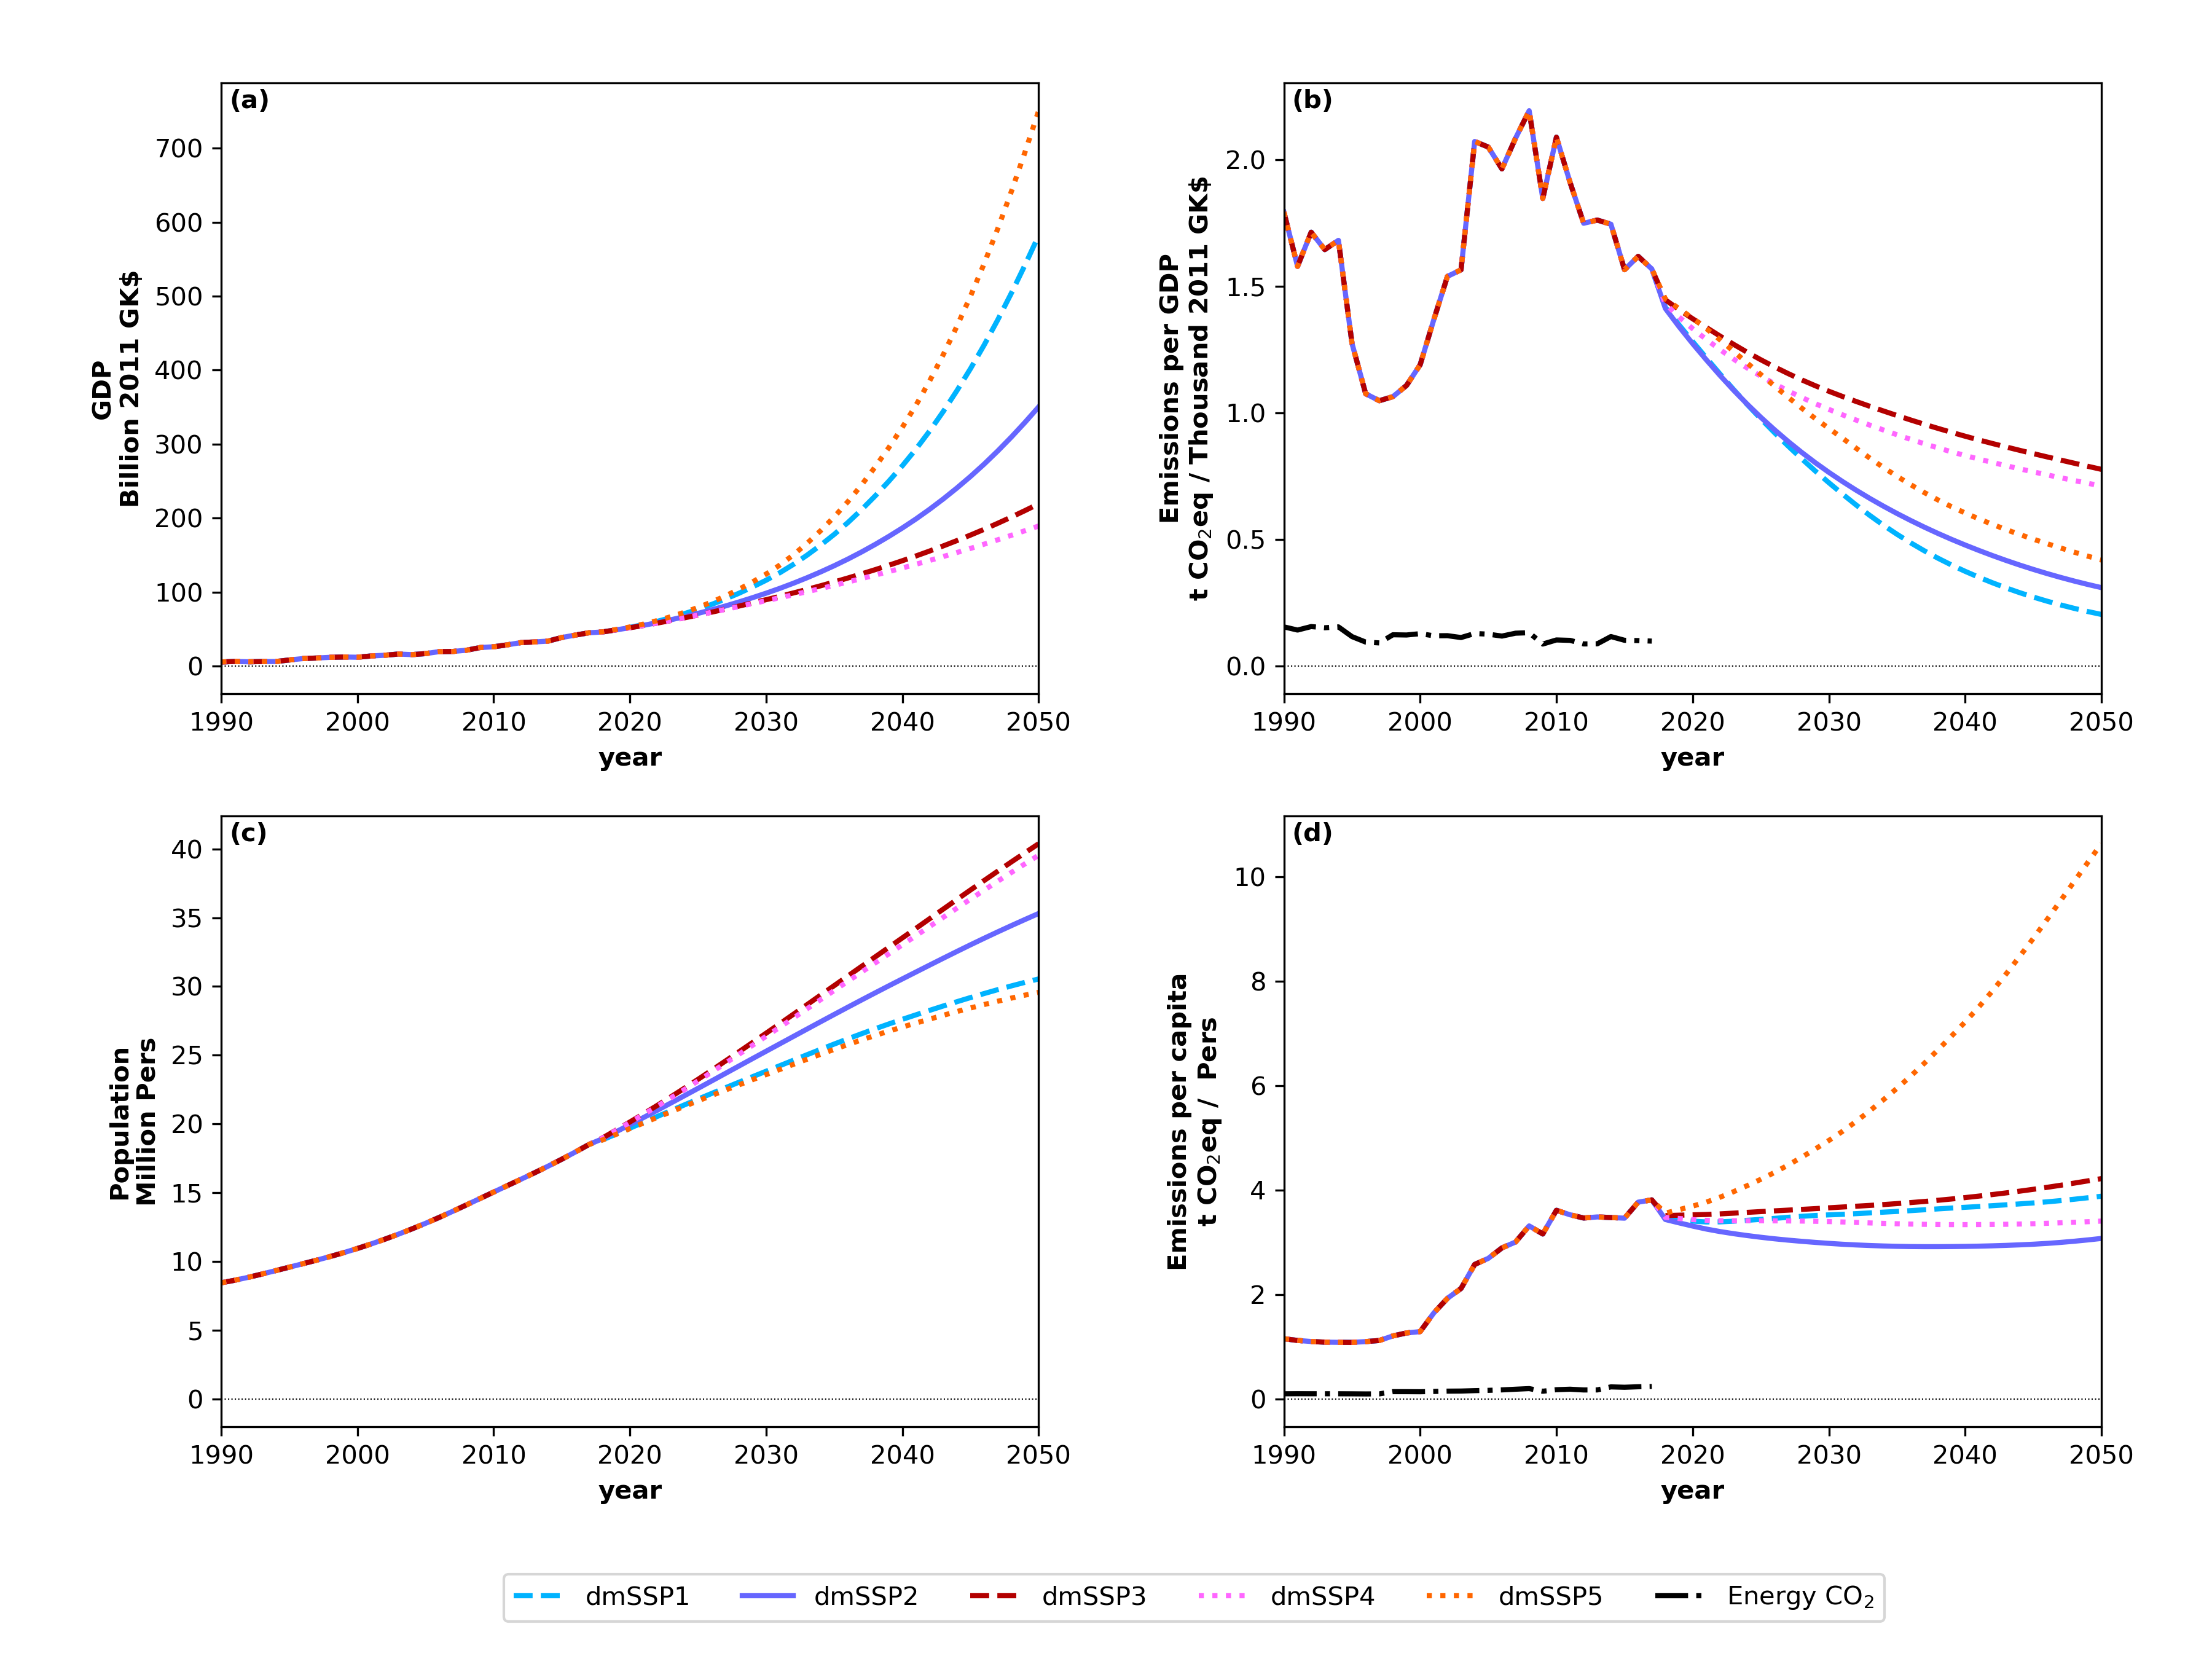 (a)
GDP
Billion 2011 GK$
700
600
500
400
300
200
100
0
1990 2000 2010 2020 2030 2040 2050
year
(b)
Emissions per GDP
t CO₂eq / Thousand 2011 GK$
2.0
1.5
1.0
0.5
0.0
1990 2000 2010 2020 2030 2040 2050
year
(c)
Population
Million Pers
40
35
30
25
20
15
10
5
0
1990 2000 2010 2020 2030 2040 2050
year
(d)
Emissions per capita
t CO₂eq / Pers
10
8
6
4
2
0
1990 2000 2010 2020 2030 2040 2050
year
dmSSP1 dmSSP2 dmSSP3 dmSSP4 dmSSP5 Energy CO₂